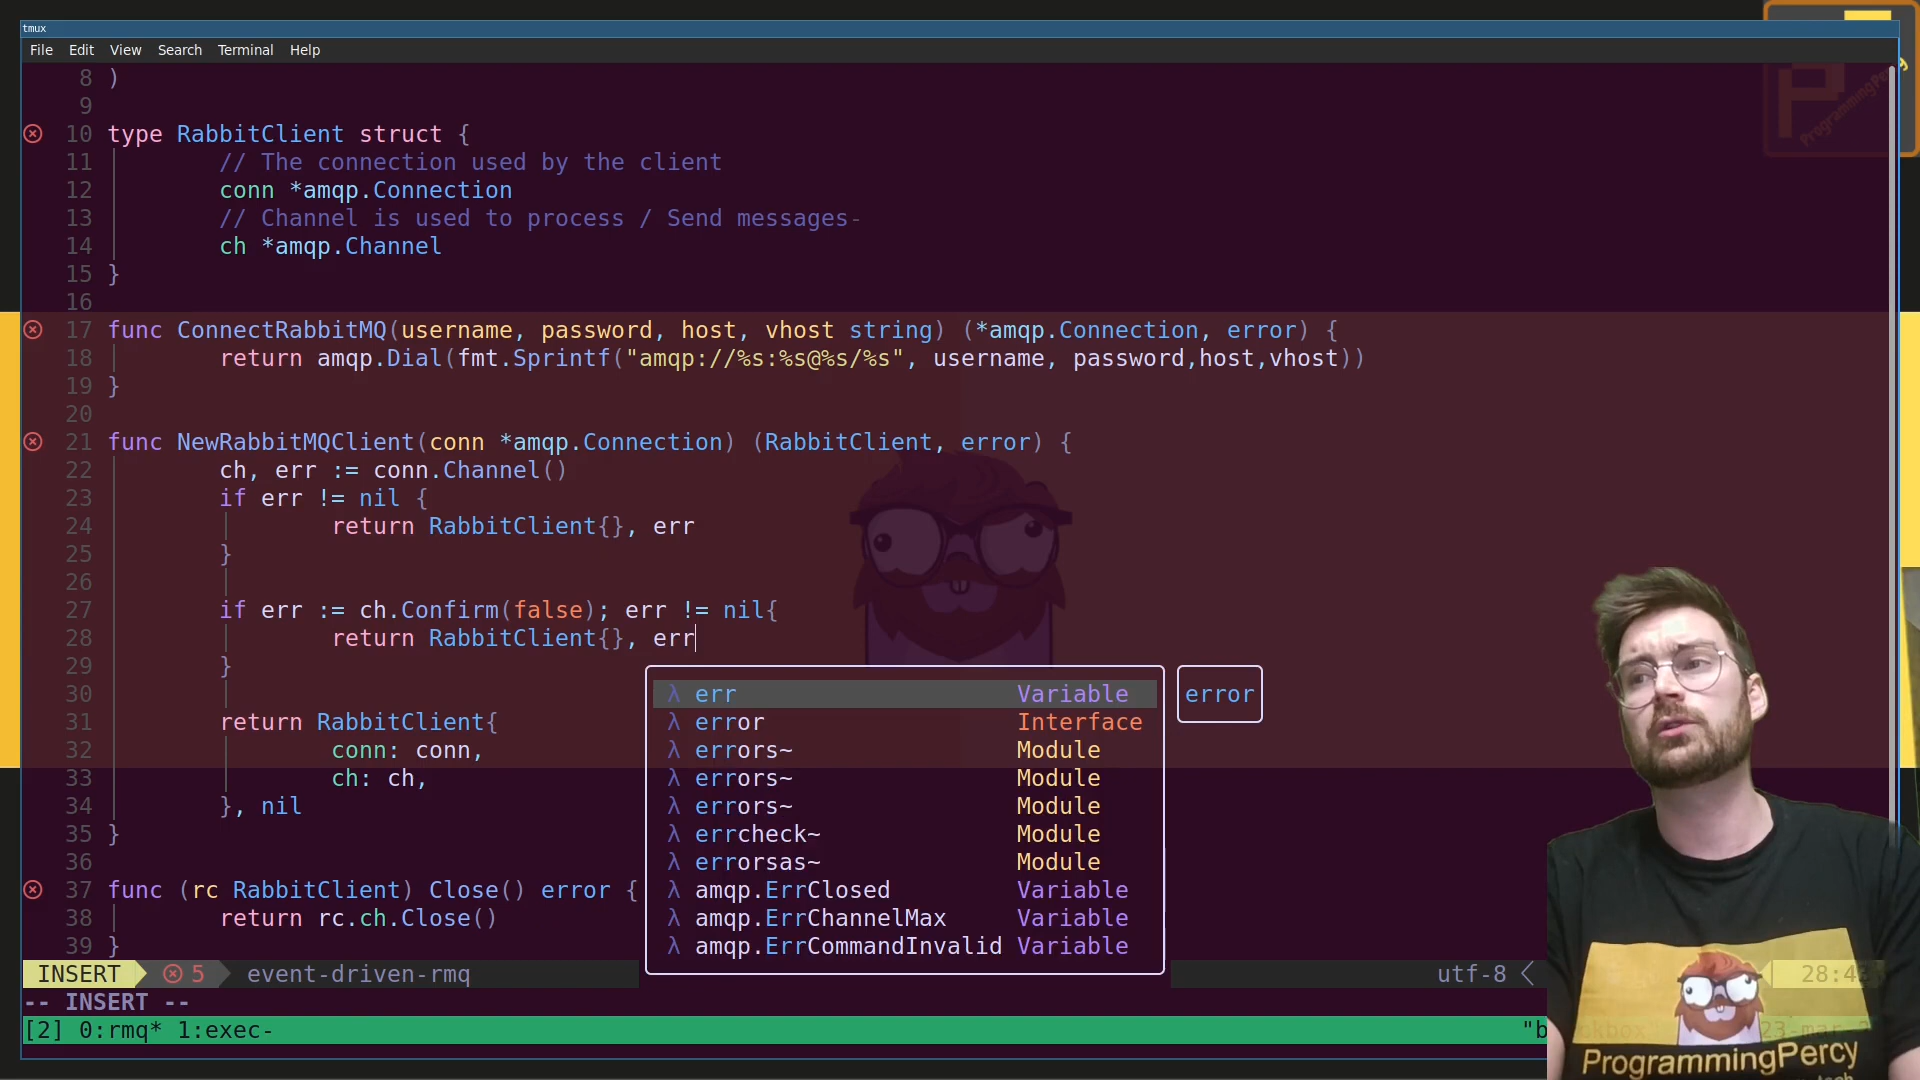 tmux
File Edit View Search Terminal Help
8 )
9
10 type RabbitClient struct {
11 // The connection used by the client
12 conn *amqp.Connection
13 // Channel is used to process / Send messages-
14 ch *amqp.Channel
15 }
16
17 func ConnectRabbitMQ(username, password, host, vhost string) (*amqp.Connection, error) {
18 return amqp.Dial(fmt.Sprintf("amqp://%s:%s@%s/%s", username, password,host,vhost))
19 }
20
21 func NewRabbitMQClient(conn *amqp.Connection) (RabbitClient, error) {
22 ch, err := conn.Channel()
23 if err != nil {
24 return RabbitClient{}, err
25 }
26
27 if err := ch.Confirm(false); err != nil{
28 return RabbitClient{}, err
29 }
30
31 return RabbitClient{
32 conn: conn,
33 ch: ch,
34 }, nil
35 }
36
37 func (rc RabbitClient) Close() error {
38 return rc.ch.Close()
39 }
λ err Variable
λ error Interface
λ errors~ Module
λ errors~ Module
λ errors~ Module
λ errcheck~ Module
λ errorsas~ Module
λ amqp.ErrClosed Variable
λ amqp.ErrChannelMax Variable
λ amqp.ErrCommandInvalid Variable
error
INSERT 5 event-driven-rmq utf-8
-- INSERT --
[2] 0:rmq* 1:exec-
ProgrammingPercy
P
ProgrammingPercy